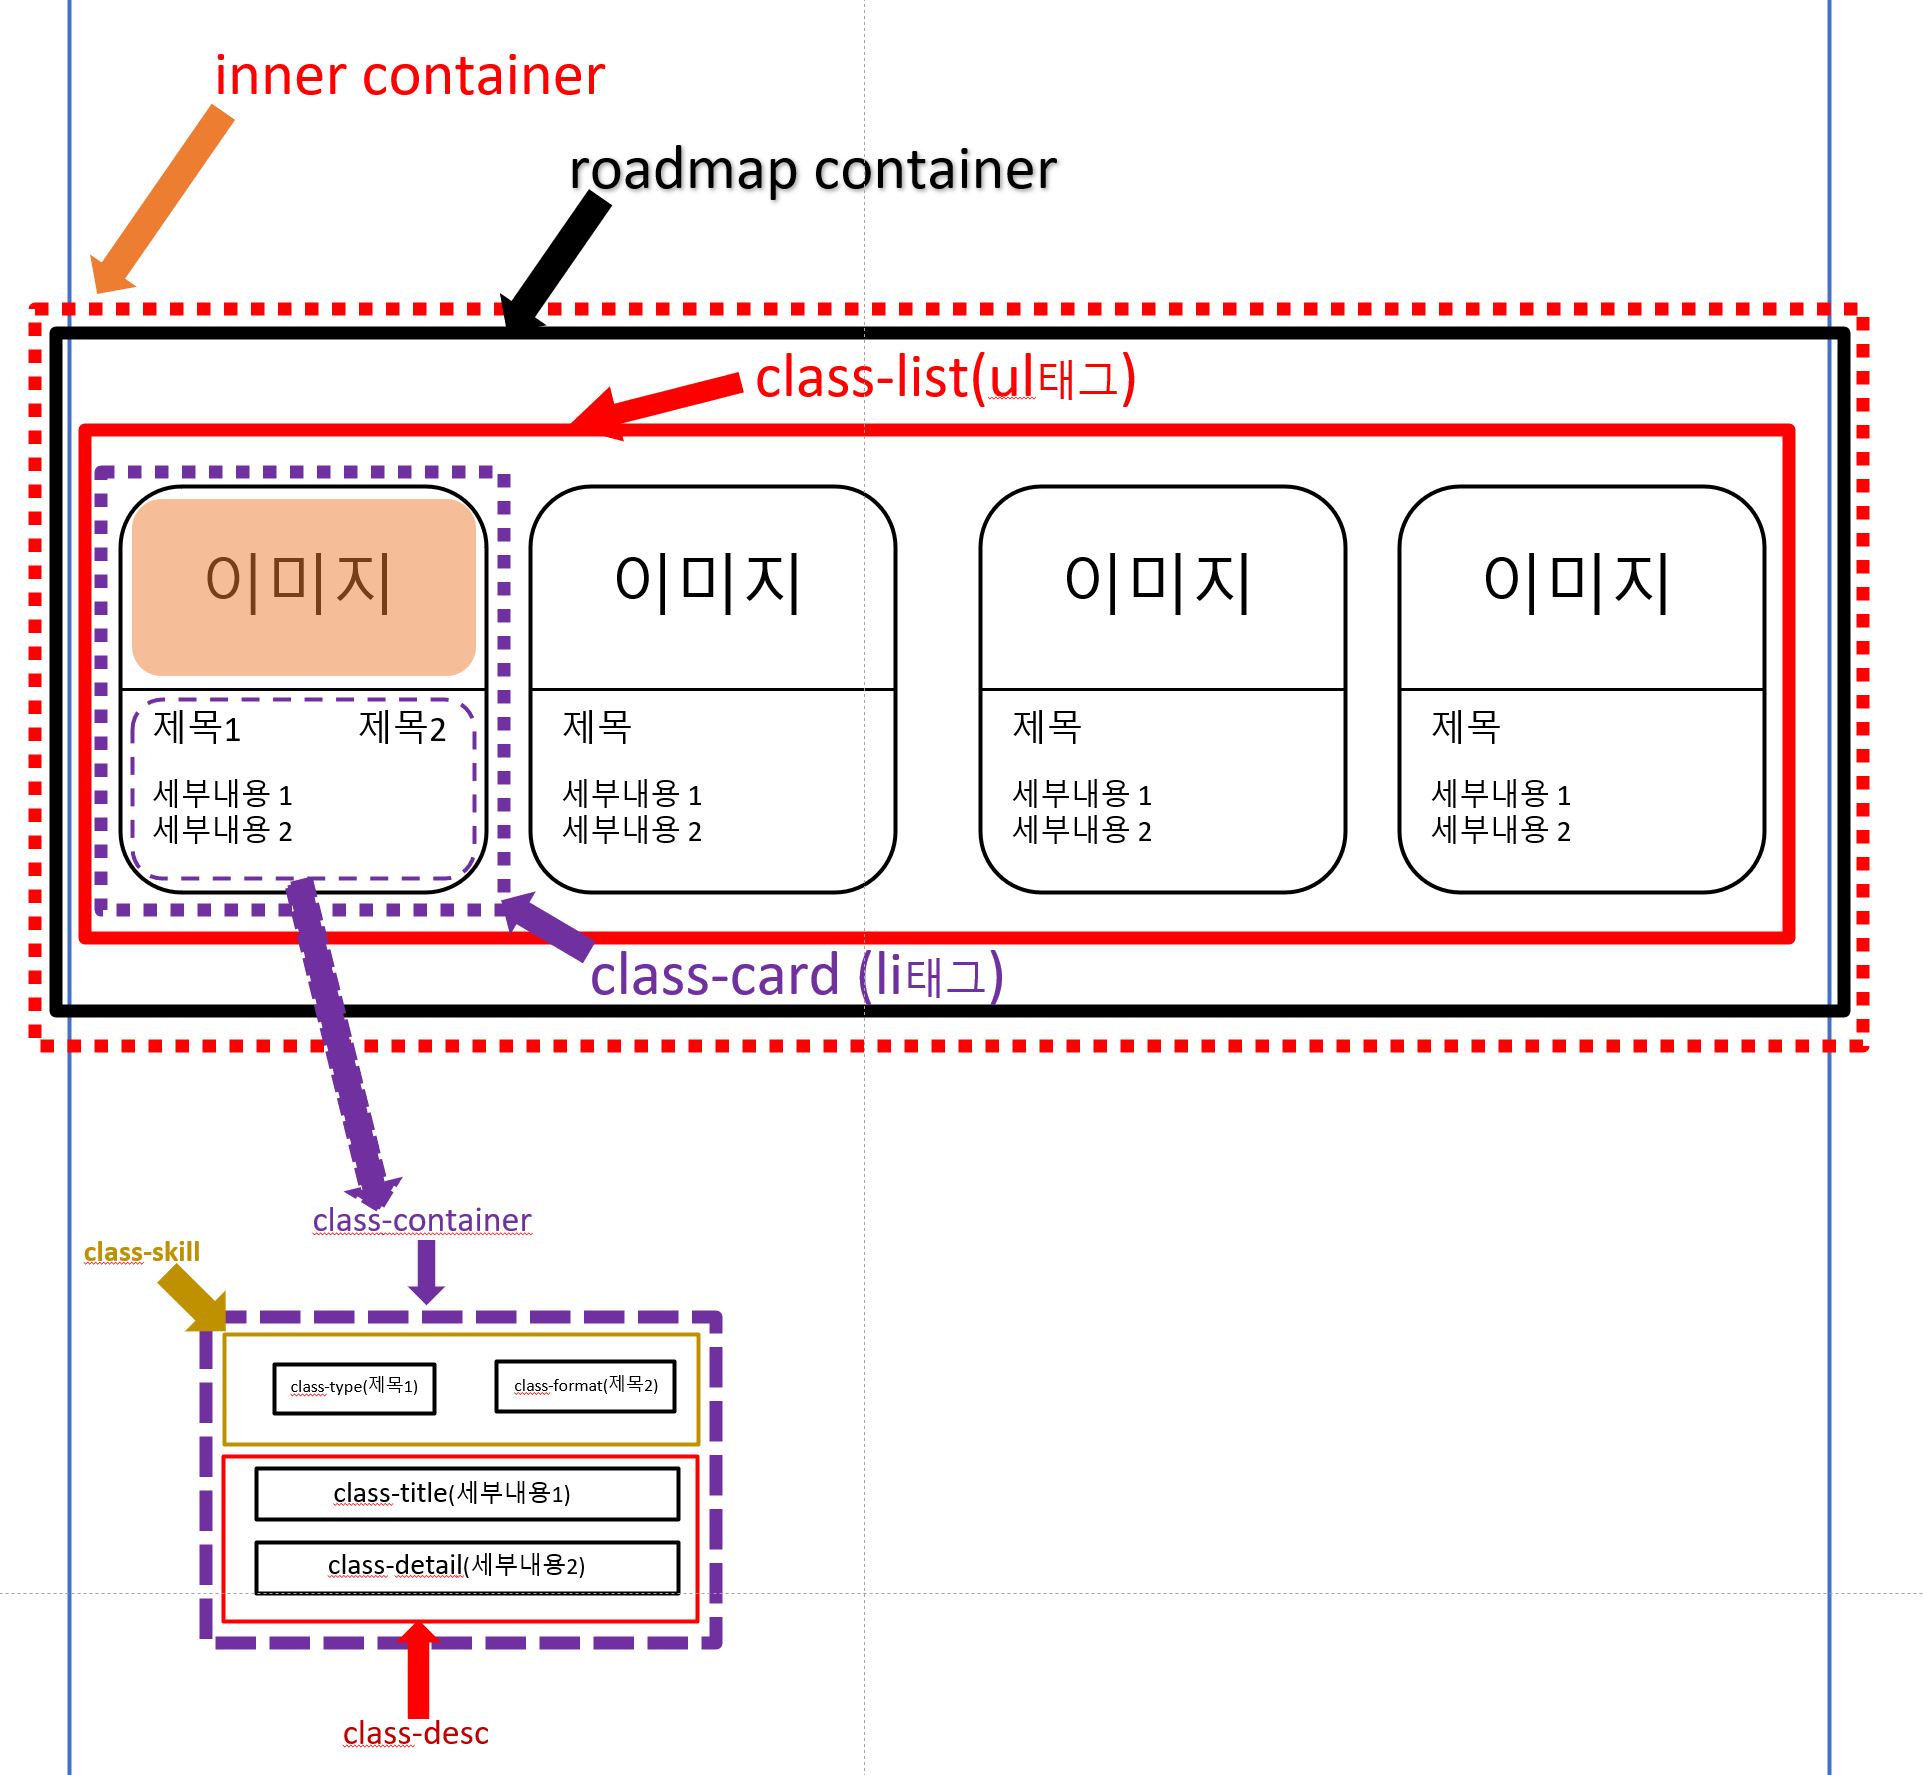 inner container
roadmap container
class-list(ul태그)
이미지
이미지
이미지
이미지
제목1
제목2
제목
제목
제목
세부내용 1
세부내용 2
세부내용 1
세부내용 2
세부내용 1
세부내용 2
세부내용 1
세부내용 2
class-card (li태그)
class-container
class-skill
class-type(제목1)
class-format(제목2)
class-title(세부내용1)
class-detail(세부내용2)
class-desc